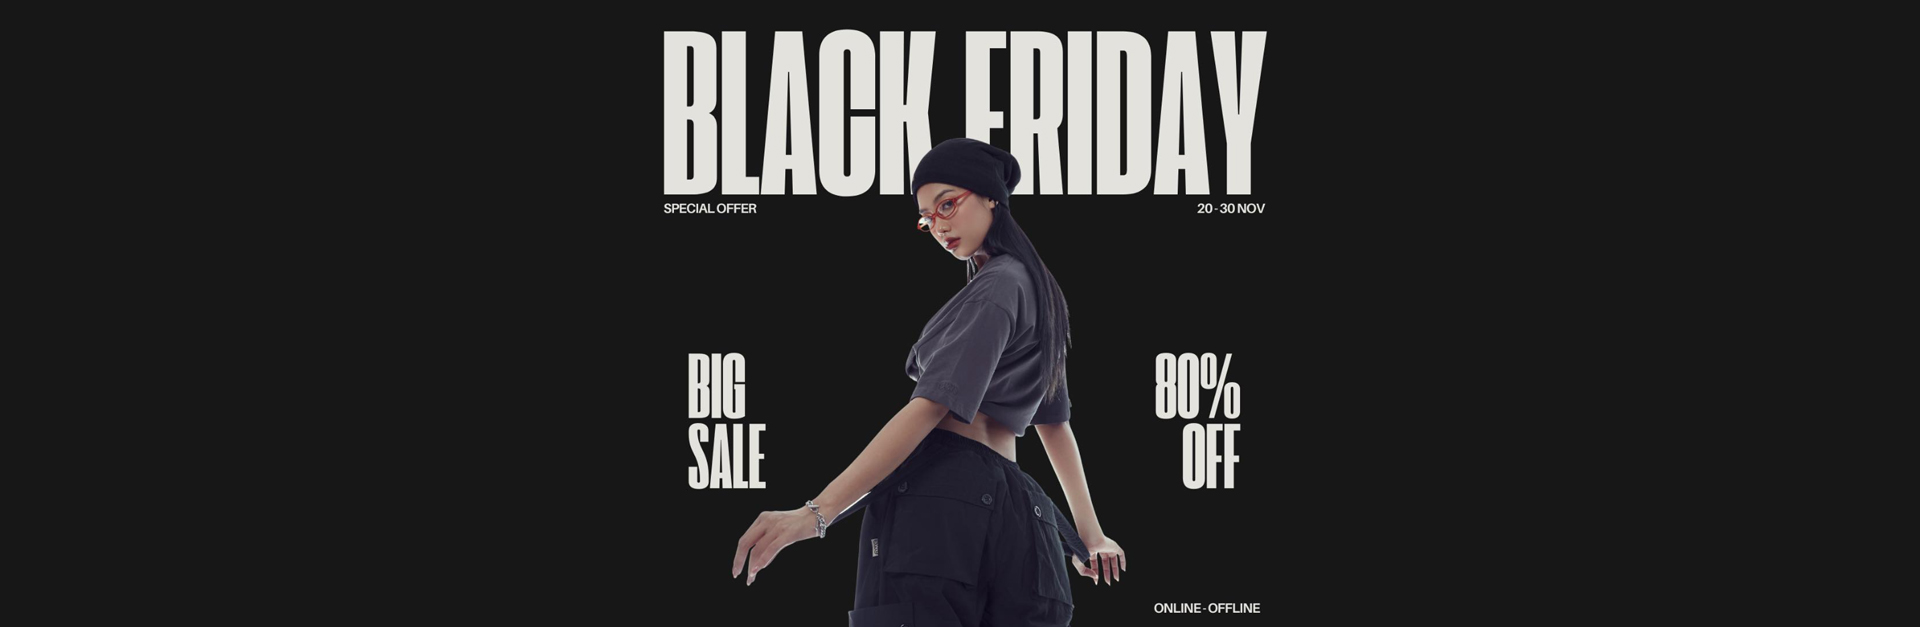 BLACK FRIDAY
SPECIAL OFFER
20 - 30 NOV
BIG
SALE
80%
OFF
ONLINE - OFFLINE